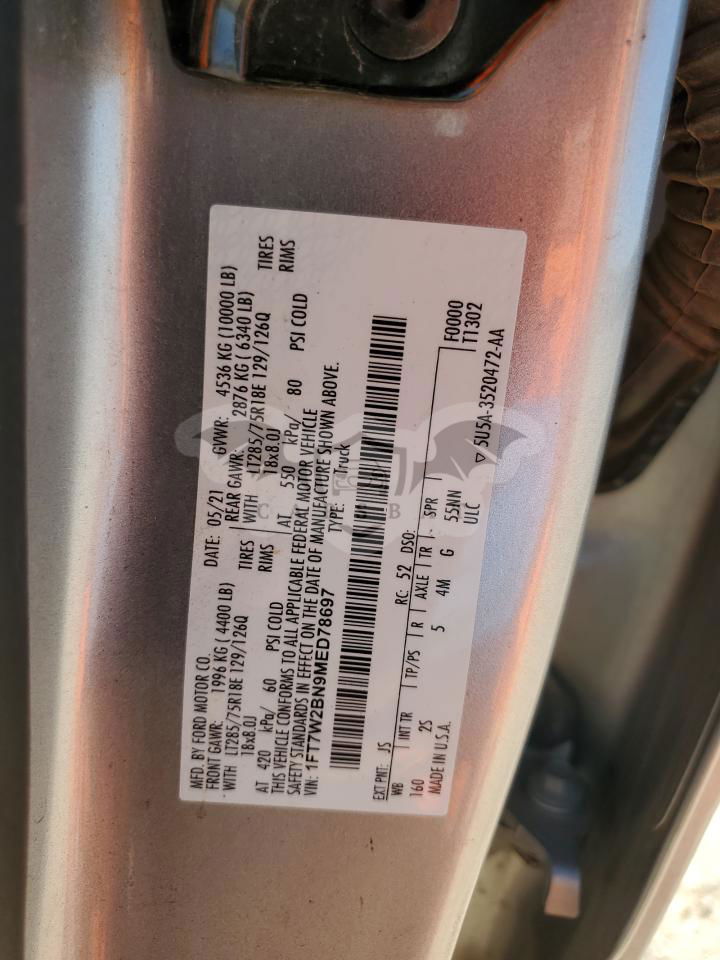 MFD. BY FORD MOTOR CO.
DATE: 05/21 GVWR: 4536 KG (10000 LB)
FRONT GAWR: 1996 KG ( 4400 LB) REAR GAWR: 2876 KG ( 6340 LB)
WITH LT285/75R18E 129/126Q TIRES WITH LT285/75R18E 129/126Q TIRES
18x8.0J RIMS 18x8.0J RIMS
AT 420 kPa/ 60 PSI COLD AT 550 kPa/ 80 PSI COLD
THIS VEHICLE CONFORMS TO ALL APPLICABLE FEDERAL MOTOR VEHICLE
SAFETY STANDARDS IN EFFECT ON THE DATE OF MANUFACTURE SHOWN ABOVE.
VIN: 1FT7W2BN9MED78697 TYPE: Truck
EXT PNT: JS RC: 52 DSO: F0000
WB INT TR TP/PS R AXLE TR SPR T1302
160 2S 5 4M G 55NN
MADE IN U.S.A. ULC 5U5A-3520472-AA